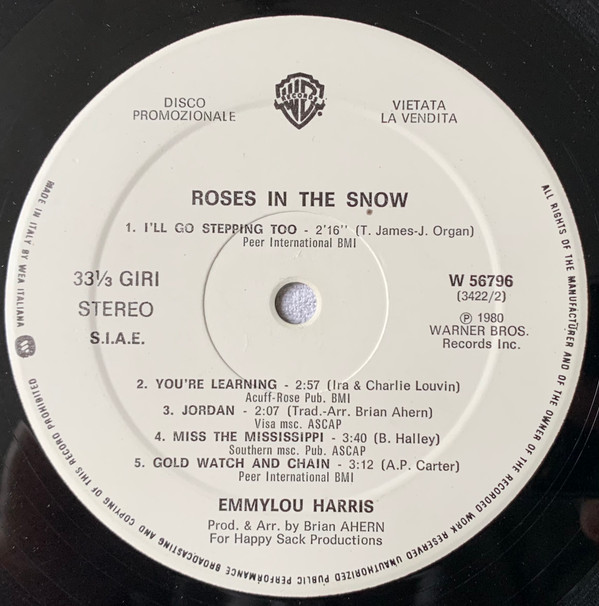 DISCO
PROMOZIONALE
VIETATA
LA VENDITA
ROSES IN THE SNOW
1. I'LL GO STEPPING TOO - 2'16" (T. James-J. Organ)
Peer International BMI
33⅓ GIRI
STEREO
S.I.A.E.
W 56796
(3422/2)
℗ 1980
WARNER BROS.
Records Inc.
2. YOU'RE LEARNING - 2:57 (Ira & Charlie Louvin)
Acuff-Rose Pub. BMI
3. JORDAN - 2:07 (Trad.-Arr. Brian Ahern)
Visa msc. ASCAP
4. MISS THE MISSISSIPPI - 3:40 (B. Halley)
Southern msc. Pub. ASCAP
5. GOLD WATCH AND CHAIN - 3:12 (A.P. Carter)
Peer International BMI
EMMYLOU HARRIS
Prod. & Arr. by Brian AHERN
For Happy Sack Productions
MADE IN ITALY BY WEA ITALIANA
ALL RIGHTS OF THE MANUFACTURER AND OF THE OWNER OF THE RECORDED WORK RESERVED UNAUTHORIZED PUBLIC PERFORMANCE BROADCASTING AND COPYING OF THIS RECORD PROHIBITED
RECORDS